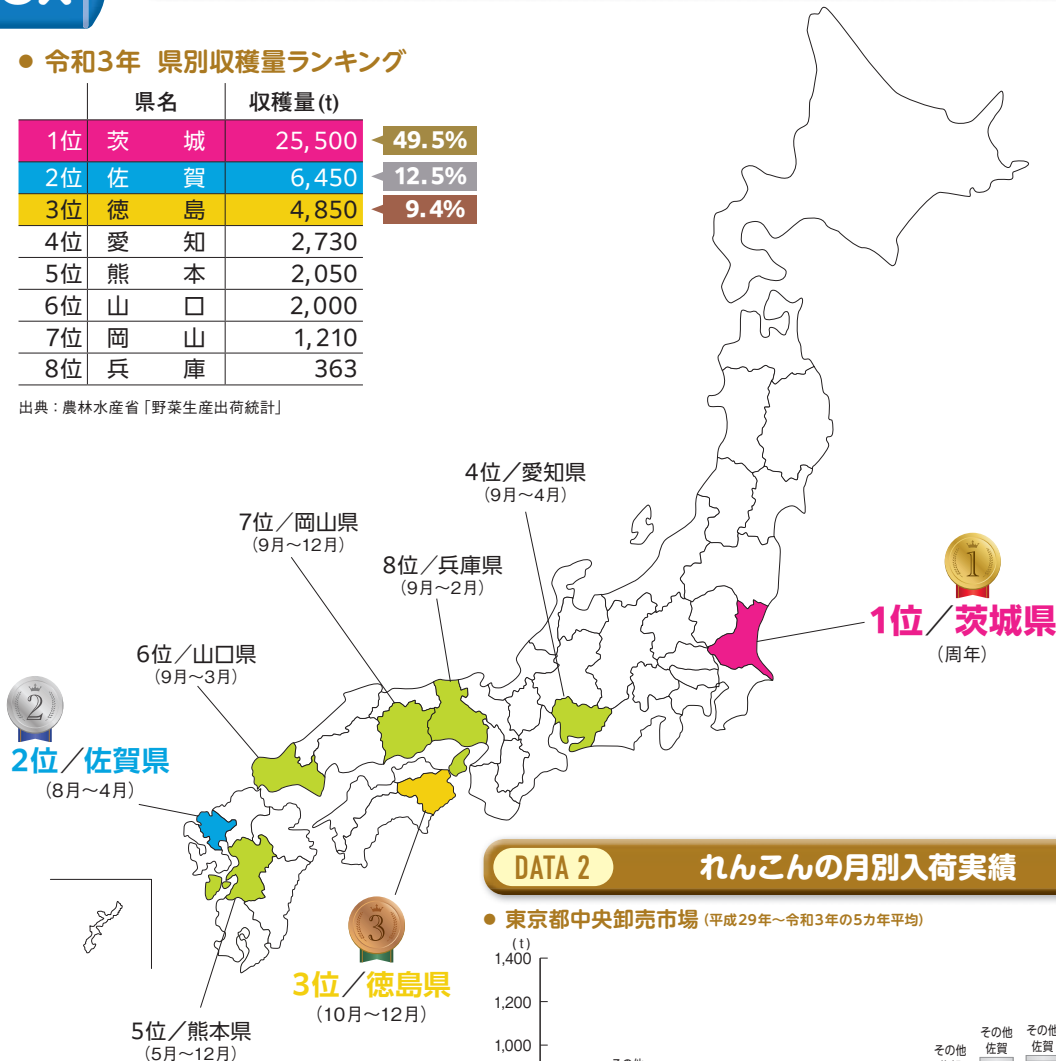 ● 令和3年 県別収穫量ランキング
県名 収穫量(t)
1位 茨城 25,500 49.5%
2位 佐賀 6,450 12.5%
3位 徳島 4,850 9.4%
4位 愛知 2,730
5位 熊本 2,050
6位 山口 2,000
7位 岡山 1,210
8位 兵庫 363
出典：農林水産省「野菜生産出荷統計」
4位／愛知県
（9月～4月）
7位／岡山県
（9月～12月）
8位／兵庫県
（9月～2月）
1
1位／茨城県
（周年）
6位／山口県
（9月～3月）
2
2位／佐賀県
（8月～4月）
3
3位／徳島県
（10月～12月）
5位／熊本県
（5月～12月）
DATA 2 れんこんの月別入荷実績
● 東京都中央卸売市場（平成29年～令和3年の5カ年平均）
（t）
1,400
1,200
1,000
その他 その他
その他 佐賀 佐賀